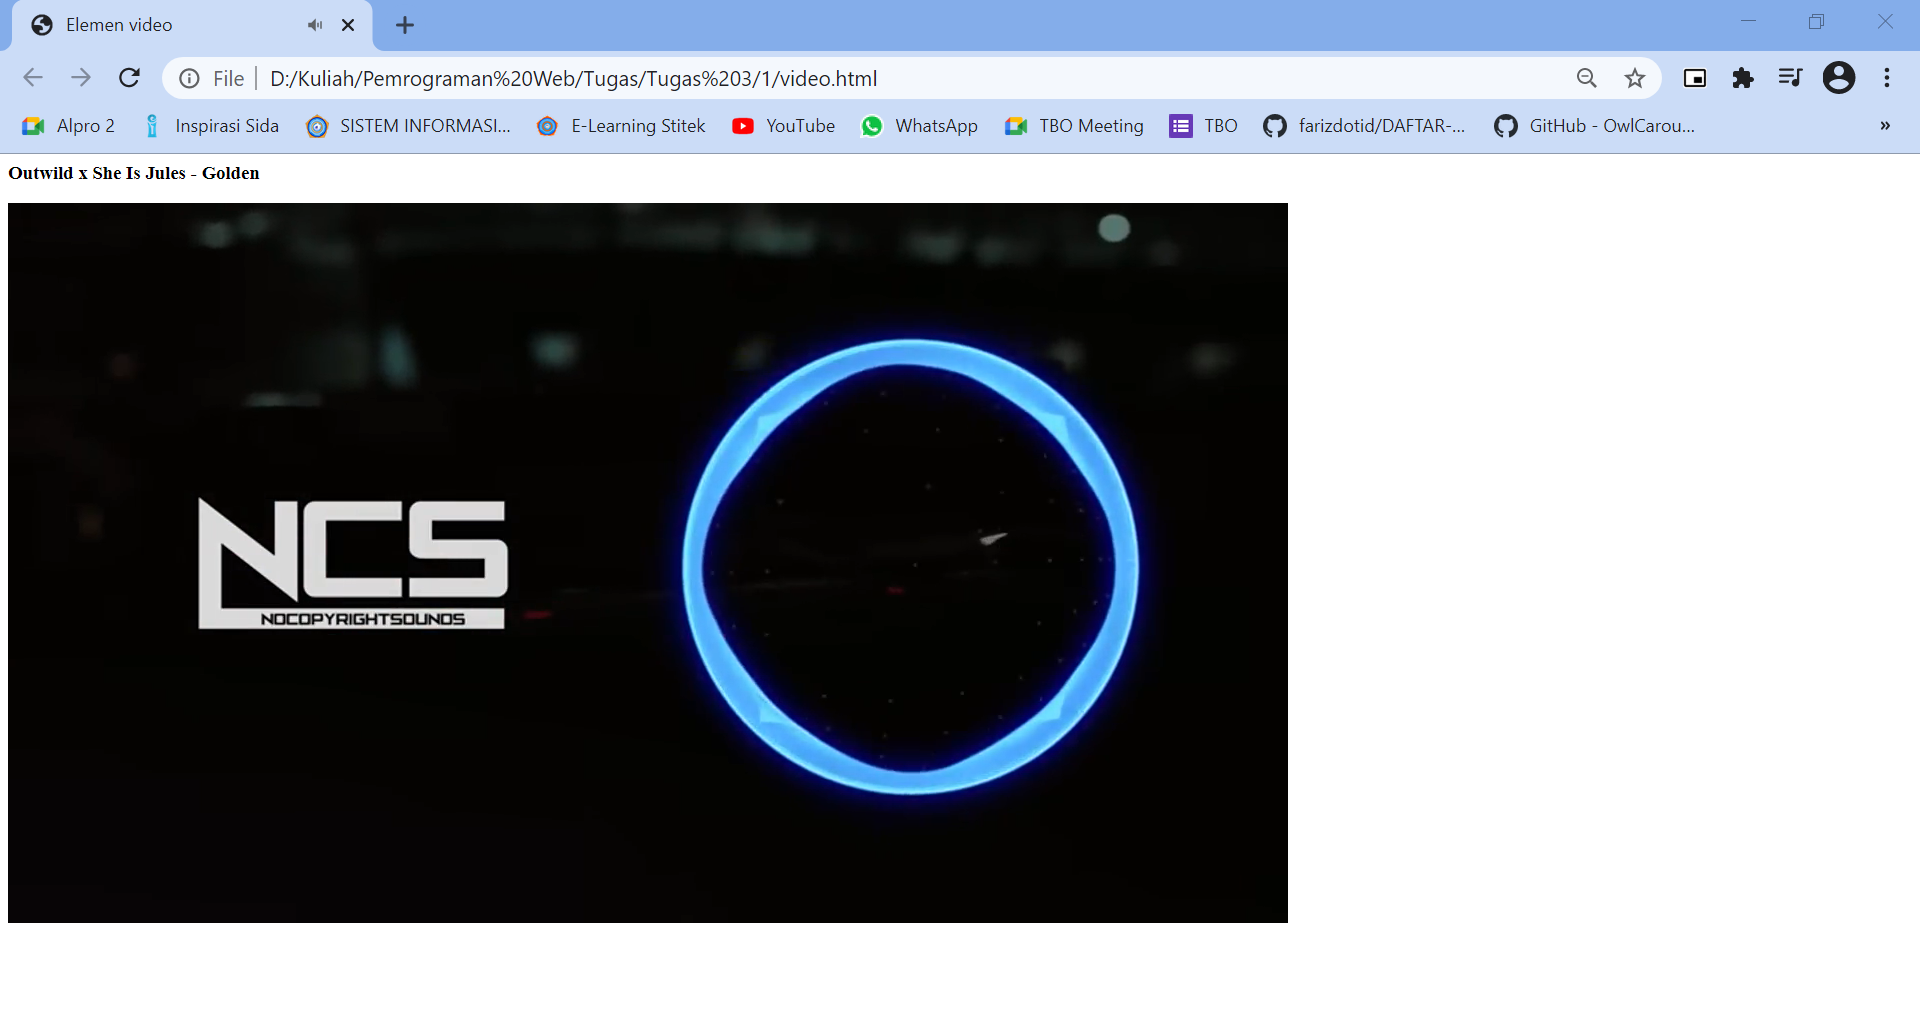 Elemen video
File D:/Kuliah/Pemrograman%20Web/Tugas/Tugas%203/1/video.html
Alpro 2 Inspirasi Sida SISTEM INFORMASI... E-Learning Stitek YouTube WhatsApp TBO Meeting TBO farizdotid/DAFTAR-... GitHub - OwlCarou... »
Outwild x She Is Jules - Golden
NCS
NOCOPYRIGHTSOUNDS